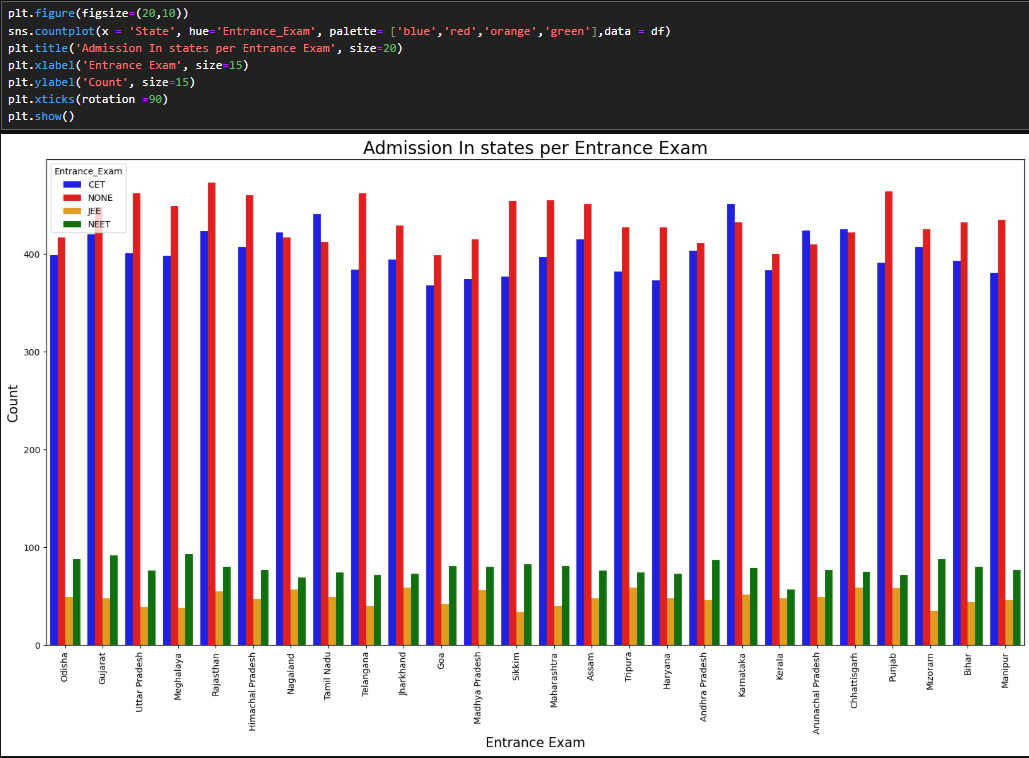 plt.figure(figsize=(20,10))
sns.countplot(x = 'State', hue='Entrance_Exam', palette= ['blue','red','orange','green'],data = df)
plt.title('Admission In states per Entrance Exam', size=20)
plt.xlabel('Entrance Exam', size=15)
plt.ylabel('Count', size=15)
plt.xticks(rotation =90)
plt.show()
Admission In states per Entrance Exam
Entrance_Exam
CET
NONE
JEE
NEET
400
300
200
100
0
Count
Odisha
Gujarat
Uttar Pradesh
Meghalaya
Rajasthan
Himachal Pradesh
Nagaland
Tamil Nadu
Telangana
Jharkhand
Goa
Madhya Pradesh
Sikkim
Maharashtra
Assam
Tripura
Haryana
Andhra Pradesh
Karnataka
Kerala
Arunachal Pradesh
Chhattisgarh
Punjab
Mizoram
Bihar
Manipur
Entrance Exam